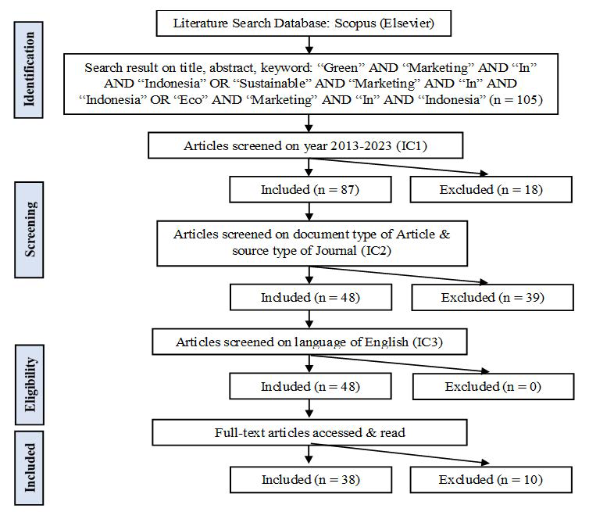 Identification
Literature Search Database: Scopus (Elsevier)
Search result on title, abstract, keyword: “Green” AND “Marketing” AND “In”
AND “Indonesia” OR “Sustainable” AND “Marketing” AND “In” AND
“Indonesia” OR “Eco” AND “Marketing” AND “In” AND “Indonesia” (n = 105)
Articles screened on year 2013-2023 (IC1)
Screening
Included (n = 87)
Excluded (n = 18)
Articles screened on document type of Article &
source type of Journal (IC2)
Included (n = 48)
Excluded (n = 39)
Eligibility
Articles screened on language of English (IC3)
Included (n = 48)
Excluded (n = 0)
Included
Full-text articles accessed & read
Included (n = 38)
Excluded (n = 10)